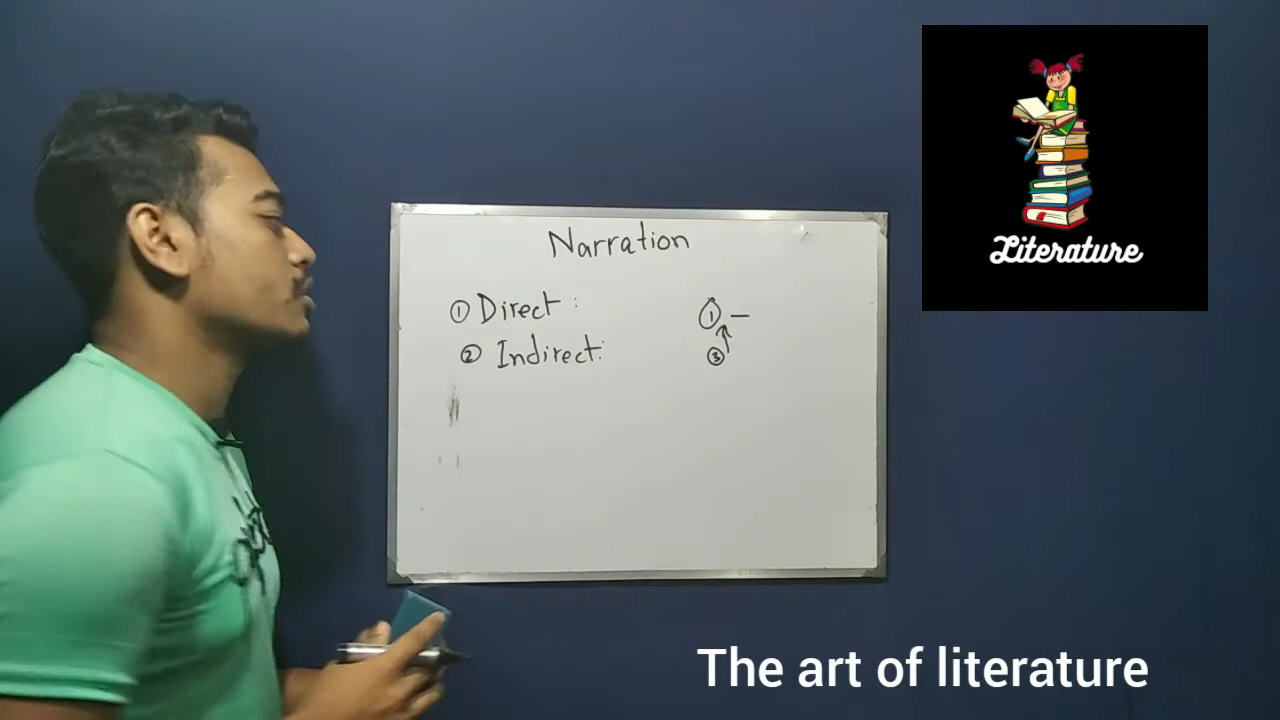 Narration
① Direct :
② Indirect:
① —
③
Literature
The art of literature